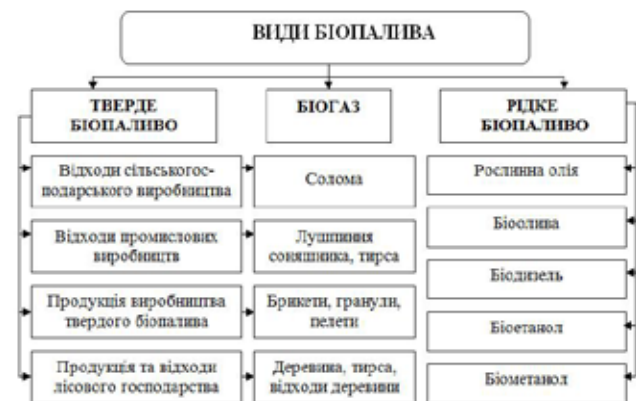 ВИДИ БІОПАЛИВА
ТВЕРДЕ
БІОПАЛИВО
БІОГАЗ
РІДКЕ
БІОПАЛИВО
Відходи сільськогос-
подарського виробництва
Солома
Рослинна олія
Відходи промислових
виробництв
Лушпиння
соняшника, тирса
Біоолива
Біодизель
Продукція виробництва
твердого біопалива
Брикети, гранули,
пелети
Біоетанол
Продукція та відходи
лісового господарства
Деревина, тирса,
відходи деревини
Біометанол